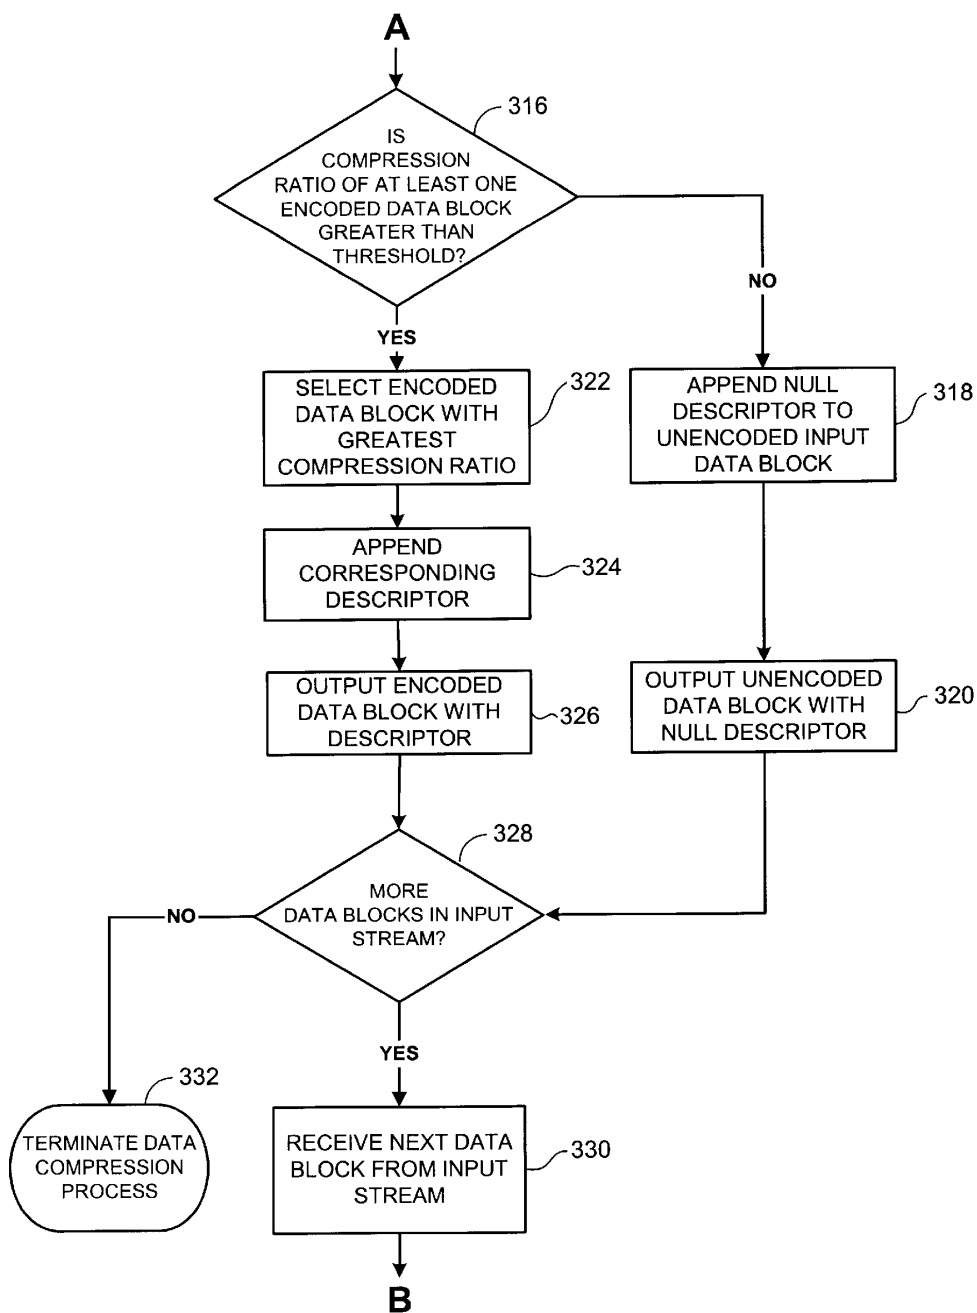 A
316
IS
COMPRESSION
RATIO OF AT LEAST ONE
ENCODED DATA BLOCK
GREATER THAN
THRESHOLD?
NO
YES
SELECT ENCODED
DATA BLOCK WITH
GREATEST
COMPRESSION RATIO
322
APPEND NULL
DESCRIPTOR TO
UNENCODED INPUT
DATA BLOCK
318
APPEND
CORRESPONDING
DESCRIPTOR
324
OUTPUT ENCODED
DATA BLOCK WITH
DESCRIPTOR
326
OUTPUT UNENCODED
DATA BLOCK WITH
NULL DESCRIPTOR
320
328
MORE
DATA BLOCKS IN INPUT
STREAM?
NO
YES
332
TERMINATE DATA
COMPRESSION
PROCESS
RECEIVE NEXT DATA
BLOCK FROM INPUT
STREAM
330
B